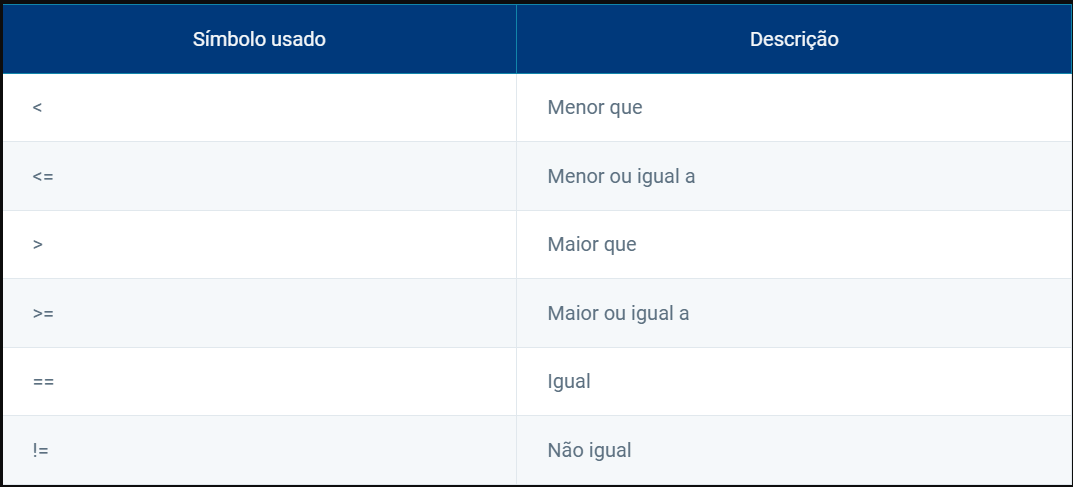 Símbolo usado Descrição
< Menor que
<= Menor ou igual a
> Maior que
>= Maior ou igual a
== Igual
!= Não igual